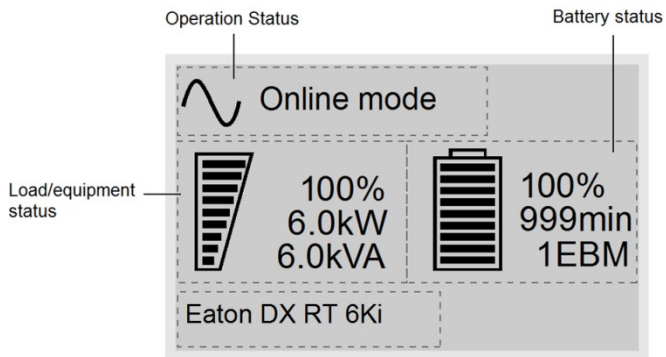 Operation Status
Battery status
Online mode
Load/equipment
status
100%
6.0kW
6.0kVA
100%
999min
1EBM
Eaton DX RT 6Ki